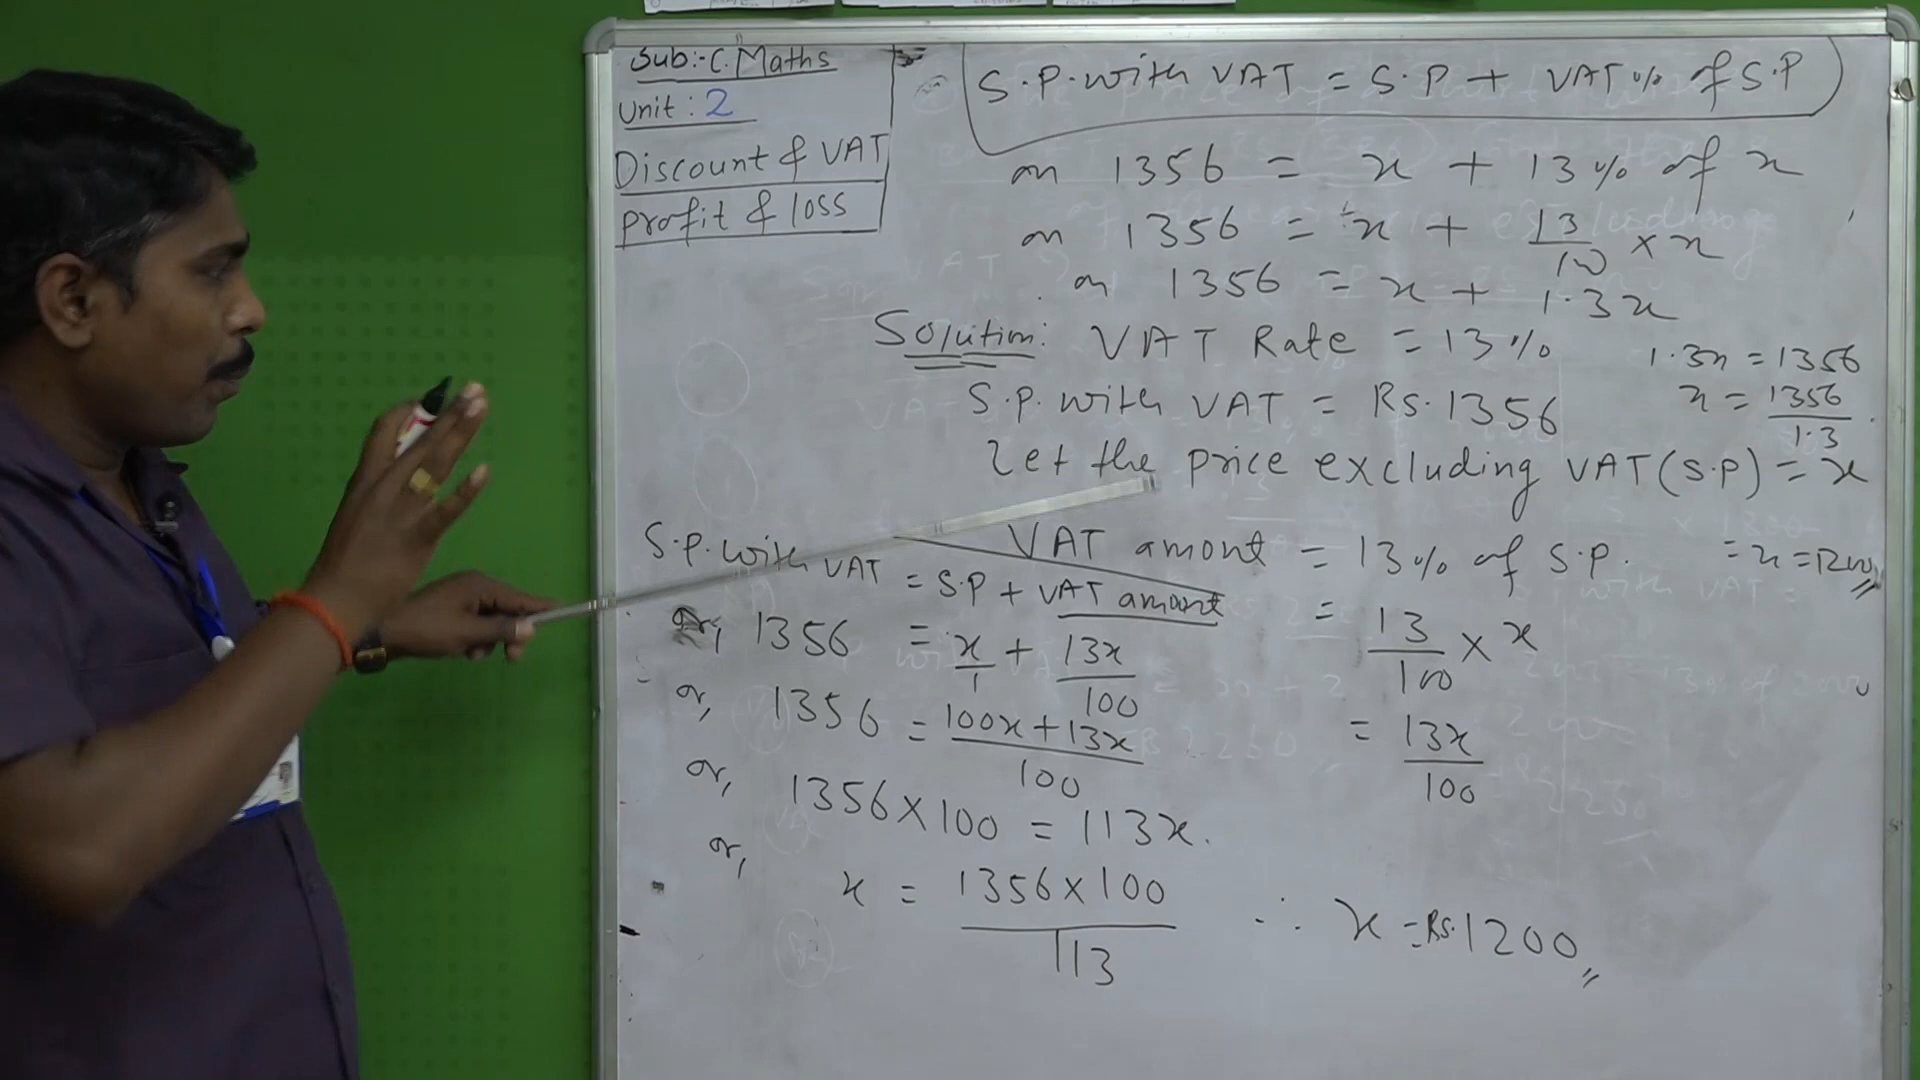 Sub:- C. Maths
Unit : 2
Discount & VAT
profit & loss
S.P. with VAT = S.P + VAT % of S.P
or 1356 = x + 13% of x
or 1356 = x + 13/100 × x
or 1356 = x + 1.3x
Solution: VAT Rate = 13%
1.3x = 1356
x = 1356/1.3
S.P. with VAT = Rs. 1356
Let the price excluding VAT (S.P) = x
VAT amont = 13% of S.P.
= x = 1200
= 13/100 × x
= 13x/100
S.P. with VAT = S.P + VAT amont
or, 1356 = x/1 + 13x/100
or, 1356 = 100x + 13x/100
or, 1356 × 100 = 113x.
or,
x = 1356 × 100/113
∴ x = Rs. 1200